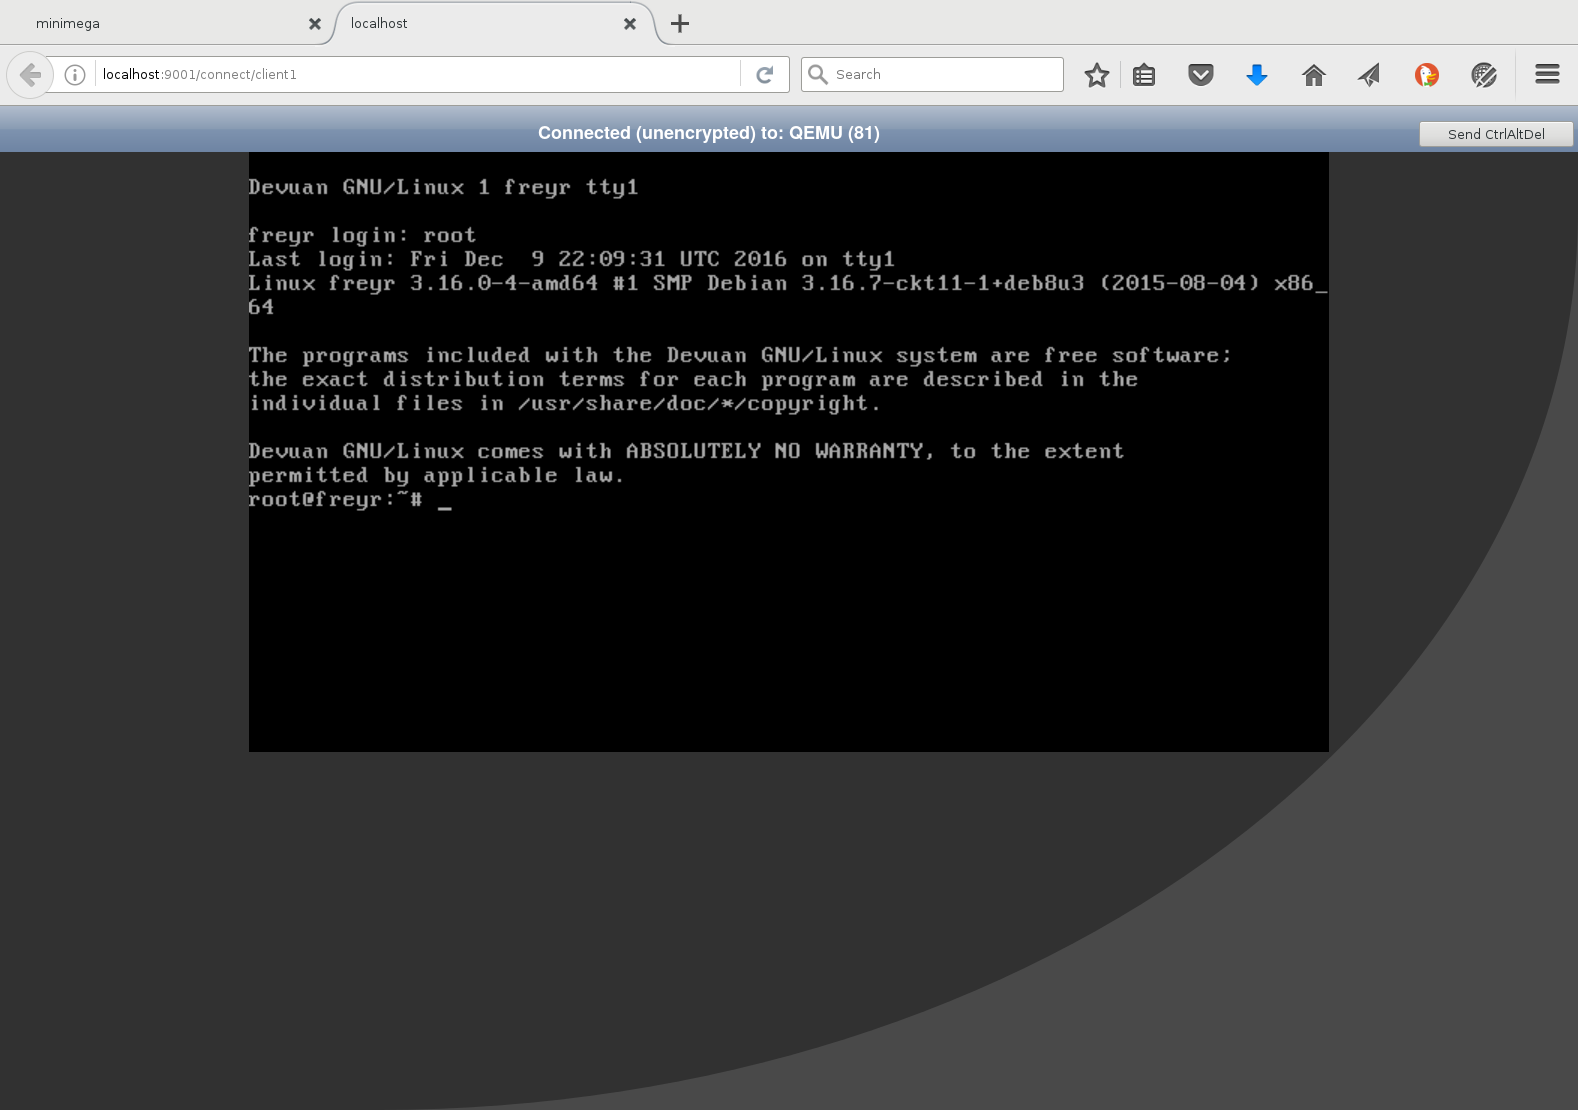 minimega
localhost
localhost:9001/connect/client1
Search
Connected (unencrypted) to: QEMU (81)
Send CtrlAltDel
Devuan GNU/Linux 1 freyr tty1
freyr login: root
Last login: Fri Dec  9 22:09:31 UTC 2016 on tty1
Linux freyr 3.16.0-4-amd64 #1 SMP Debian 3.16.7-ckt11-1+deb8u3 (2015-08-04) x86_
64
The programs included with the Devuan GNU/Linux system are free software;
the exact distribution terms for each program are described in the
individual files in /usr/share/doc/*/copyright.
Devuan GNU/Linux comes with ABSOLUTELY NO WARRANTY, to the extent
permitted by applicable law.
root@freyr:~# _